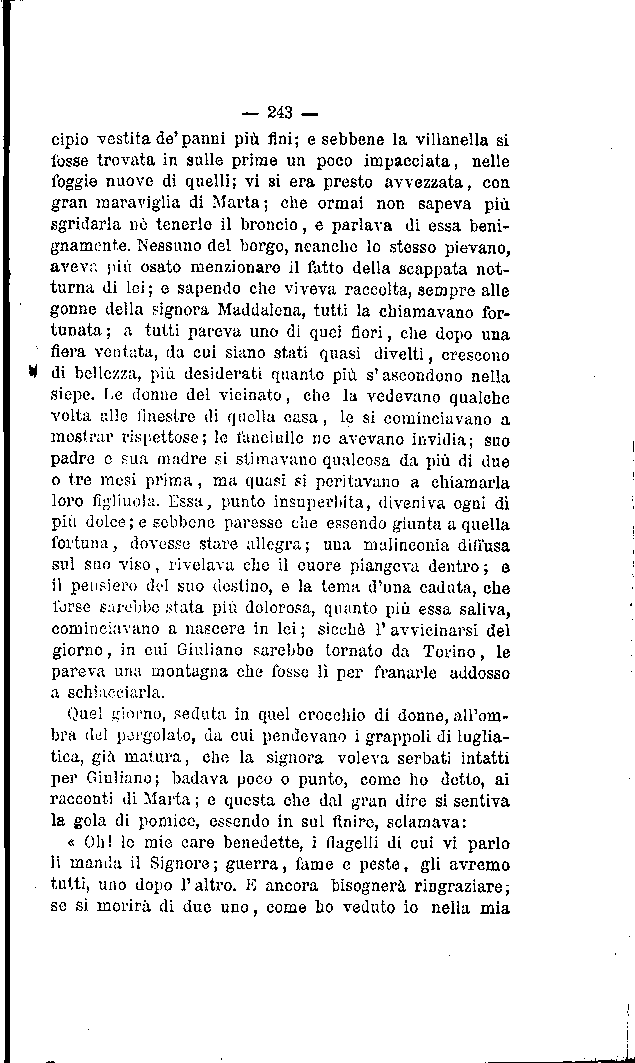 — 243 —
cipio vestita de' panni più fini; e sebbene la villanella si
fosse trovata in sulle prime un poco impacciata, nelle
foggie nuove di quelli; vi si era presto avvezzata, con
gran maraviglia di Marta; che ormai non sapeva più
sgridarla nè tenerle il broncio, e parlava di essa beni-
gnamente. Nessuno del borgo, neanche lo stesso pievano,
aveva più osato menzionare il fatto della scappata not-
turna di lei; e sapendo che viveva raccolta, sempre alle
gonne della signora Maddalena, tutti la chiamavano for-
tunata; a tutti pareva uno di quei fiori, che dopo una
fiera ventata, da cui siano stati quasi divelti, crescono
di bellezza, più desiderati quanto più s' ascondono nella
siepe. Le donne del vicinato, che la vedevano qualche
volta alle finestre di quella casa, le si cominciavano a
mostrar rispettose; le fanciulle ne avevano invidia; suo
padre e sua madre si stimavano qualcosa da più di due
o tre mesi prima, ma quasi si peritavano a chiamarla
loro figliuola. Essa, punto insuperbita, diveniva ogni dì
più dolce; e sebbene paresse che essendo giunta a quella
fortuna, dovesse stare allegra; una malinconia diffusa
sul suo viso, rivelava che il cuore piangeva dentro; e
il pensiero del suo destino, e la tema d'una caduta, che
forse sarebbe stata più dolorosa, quanto più essa saliva,
cominciavano a nascere in lei; sicchè l' avvicinarsi del
giorno, in cui Giuliano sarebbe tornato da Torino, le
pareva una montagna che fosse lì per franarle addosso
a schiacciarla.
Quel giorno, seduta in quel crocchio di donne, all'om-
bra del pergolato, da cui pendevano i grappoli di luglia-
tica, già matura, che la signora voleva serbati intatti
per Giuliano; badava poco o punto, come ho detto, ai
racconti di Marta; e questa che dal gran dire si sentiva
la gola di pomice, essendo in sul finire, sclamava:
« Oh! le mie care benedette, i flagelli di cui vi parlo
li manda il Signore; guerra, fame e peste, gli avremo
tutti, uno dopo l' altro. E ancora bisognerà ringraziare;
se si morirà di due uno, come ho veduto io nella mia